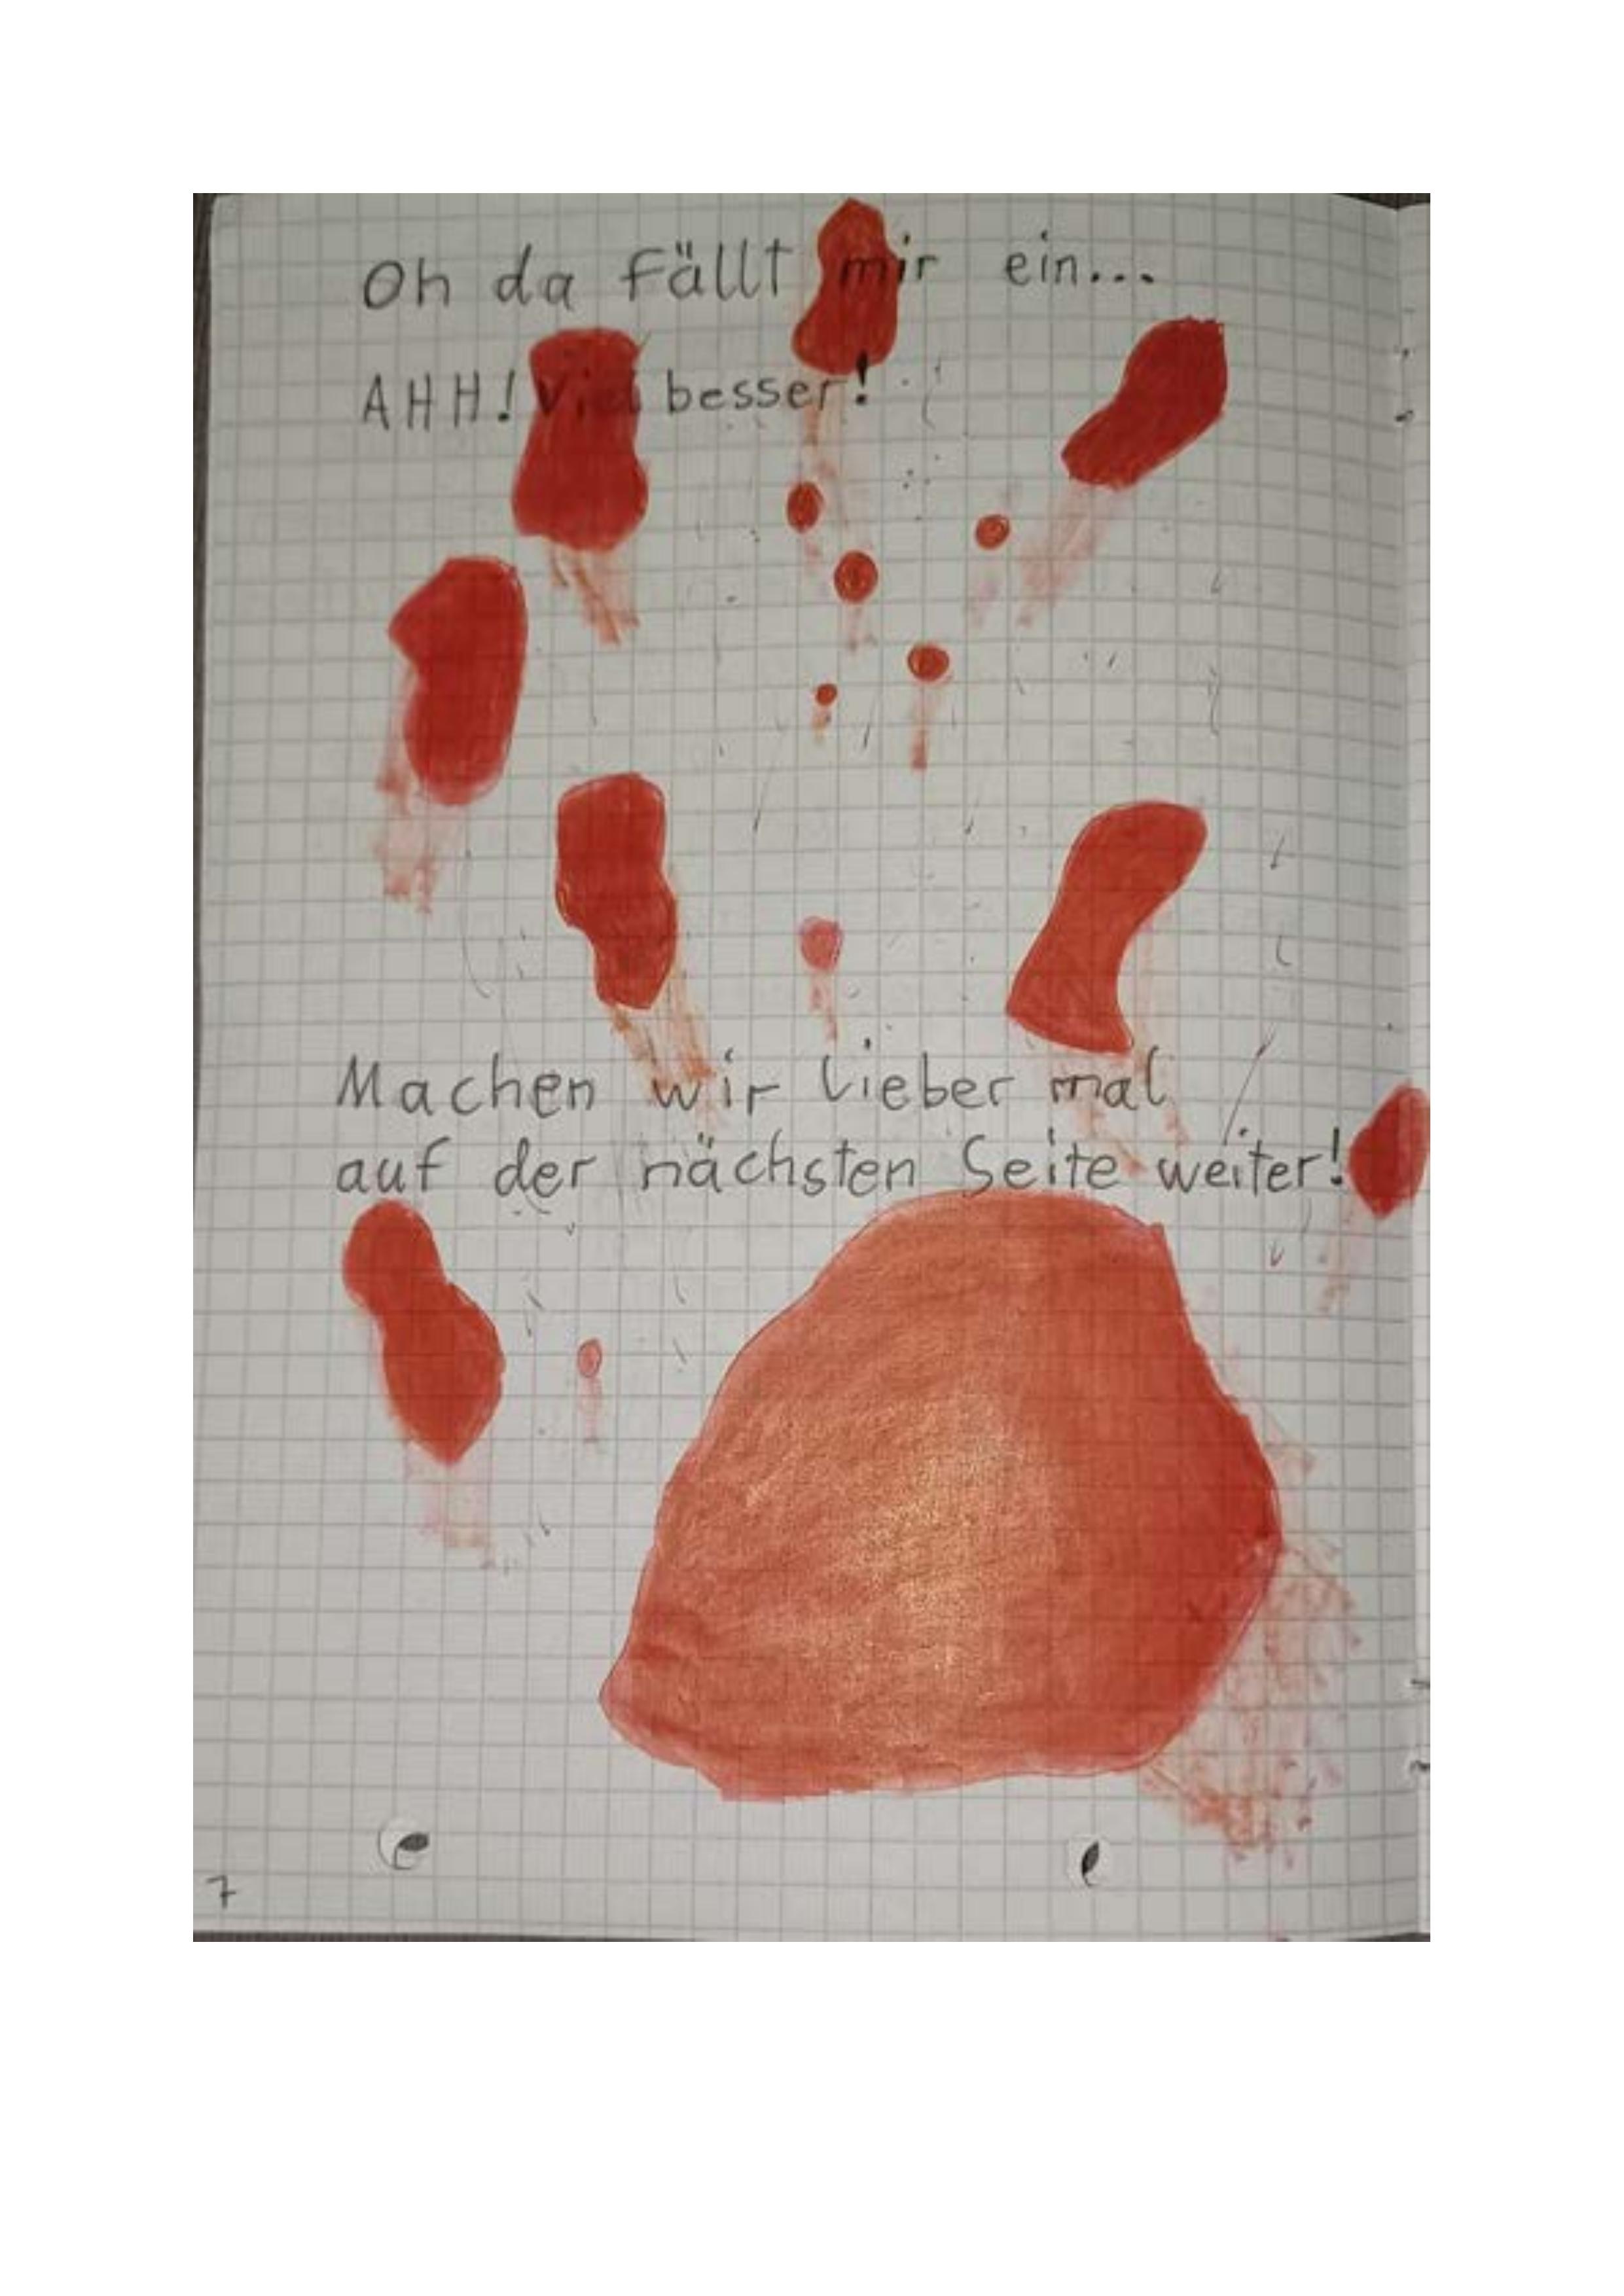 Oh da fällt mir ein...
AHH! Viel besser!
Machen wir lieber mal
auf der nächsten Seite weiter!
7